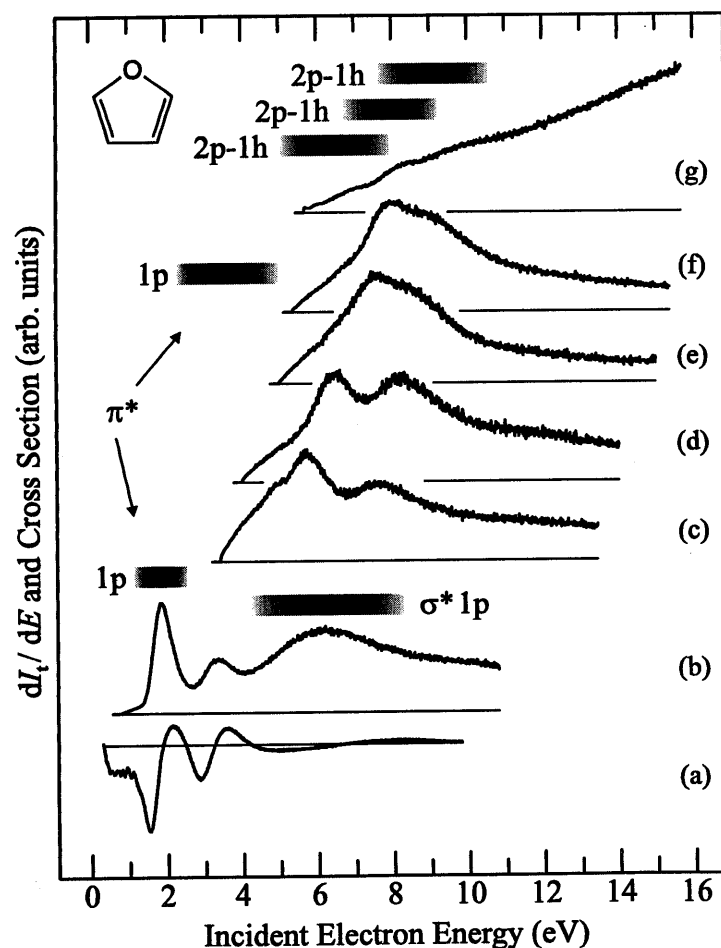 O
2p-1h
2p-1h
2p-1h
(g)
(f)
1p
(e)
π*
(d)
(c)
1p
σ* 1p
(b)
(a)
0 2 4 6 8 10 12 14 16
Incident Electron Energy (eV)
dIt/ dE and Cross Section (arb. units)